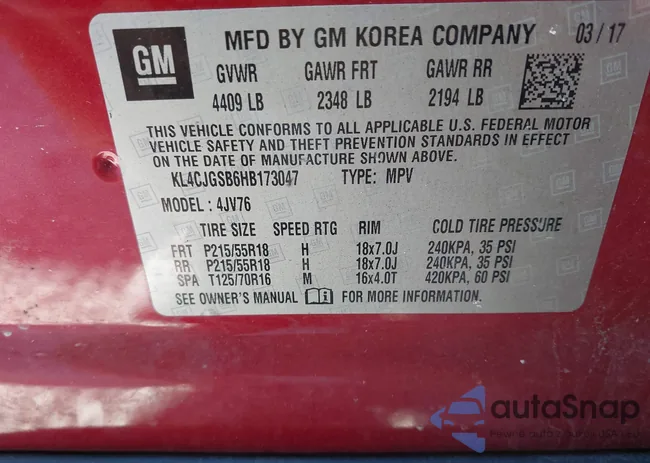 GM
MFD BY GM KOREA COMPANY 03/17
GVWR GAWR FRT GAWR RR
4409 LB 2348 LB 2194 LB
THIS VEHICLE CONFORMS TO ALL APPLICABLE U.S. FEDERAL MOTOR
VEHICLE SAFETY AND THEFT PREVENTION STANDARDS IN EFFECT
ON THE DATE OF MANUFACTURE SHOWN ABOVE.
KL4CJGSB6HB173047 TYPE: MPV
MODEL: 4JV76
TIRE SIZE SPEED RTG RIM COLD TIRE PRESSURE
FRT P215/55R18 H 18x7.0J 240KPA, 35 PSI
RR P215/55R18 H 18x7.0J 240KPA, 35 PSI
SPA T125/70R16 M 16x4.0T 420KPA, 60 PSI
SEE OWNER'S MANUAL FOR MORE INFORMATION.
autaSnap